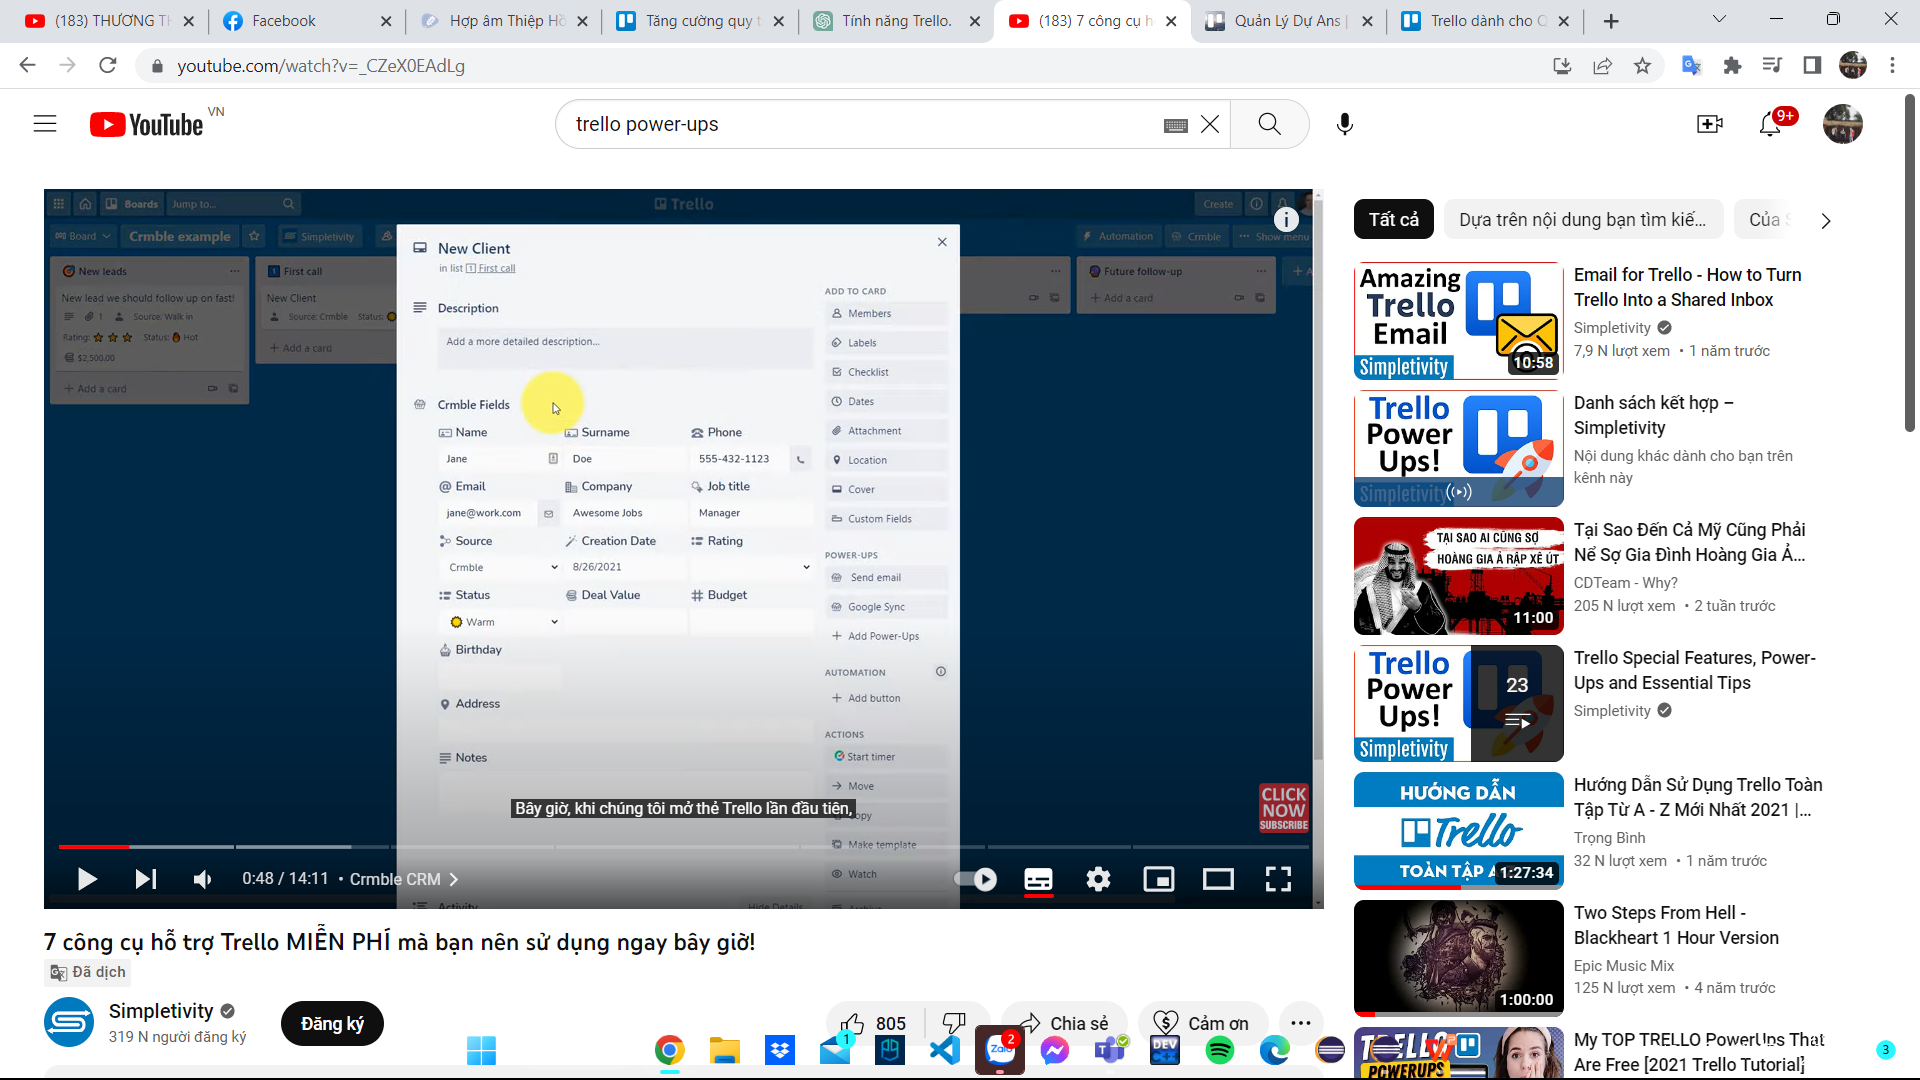 (183) THƯƠNG TH
Facebook
Hợp âm Thiệp Hồ
Tăng cường quy t
Tính năng Trello.
(183) 7 công cụ h
Quản Lý Dự Ans |
Trello dành cho Q
youtube.com/watch?v=_CZeX0EAdLg
YouTube VN
trello power-ups
9+
Boards
Jump to...
Trello
Create
Board
Crmble example
Simpletivity
Automation
Crmble
Show menu
New leads
New lead we should follow up on fast!
1 Source: Walk in
Rating: Status: Hot
$2,500.00
+ Add a card
1 First call
New Client
Source: Crmble Status:
+ Add a card
Future follow-up
+ Add a card
+ A
New Client
in list 1 First call
Description
Add a more detailed description...
Crmble Fields
Name Surname Phone
Jane Doe 555-432-1123
Email Company Job title
jane@work.com Awesome Jobs Manager
Source Creation Date Rating
Crmble 8/26/2021
Status Deal Value Budget
Warm
Birthday
Address
Notes
Activity
Hide Details
ADD TO CARD
Members
Labels
Checklist
Dates
Attachment
Location
Cover
Custom Fields
POWER-UPS
Send email
Google Sync
+ Add Power-Ups
AUTOMATION
+ Add button
ACTIONS
Start timer
Move
Copy
Make template
Watch
Archive
Bây giờ, khi chúng tôi mở thẻ Trello lần đầu tiên,
CLICK
NOW
SUBSCRIBE
0:48 / 14:11 • Crmble CRM
7 công cụ hỗ trợ Trello MIỄN PHÍ mà bạn nên sử dụng ngay bây giờ!
Đã dịch
Simpletivity
319 N người đăng ký
Đăng ký
805
Chia sẻ
Cảm ơn
Tất cả
Dựa trên nội dung bạn tìm kiế...
Của S
Amazing
Trello
Email
Simpletivity
10:58
Email for Trello - How to Turn
Trello Into a Shared Inbox
Simpletivity
7,9 N lượt xem • 1 năm trước
Trello
Power
Ups!
Simpletivity
Danh sách kết hợp –
Simpletivity
Nội dung khác dành cho bạn trên
kênh này
TẠI SAO AI CŨNG SỢ
HOÀNG GIA Ả RẬP XÊ ÚT
11:00
Tại Sao Đến Cả Mỹ Cũng Phải
Nể Sợ Gia Đình Hoàng Gia Ả...
CDTeam - Why?
205 N lượt xem • 2 tuần trước
Trello
Power
Ups!
Simpletivity
23
Trello Special Features, Power-
Ups and Essential Tips
Simpletivity
HƯỚNG DẪN
Trello
TOÀN TẬP A
1:27:34
Hướng Dẫn Sử Dụng Trello Toàn
Tập Từ A - Z Mới Nhất 2021 |...
Trọng Bình
32 N lượt xem • 1 năm trước
1:00:00
Two Steps From Hell -
Blackheart 1 Hour Version
Epic Music Mix
125 N lượt xem • 4 năm trước
TRELLO
POWERUPS
My TOP TRELLO PowerUps That
Are Free [2021 Trello Tutorial]
1
Zalo
2
DEV
3